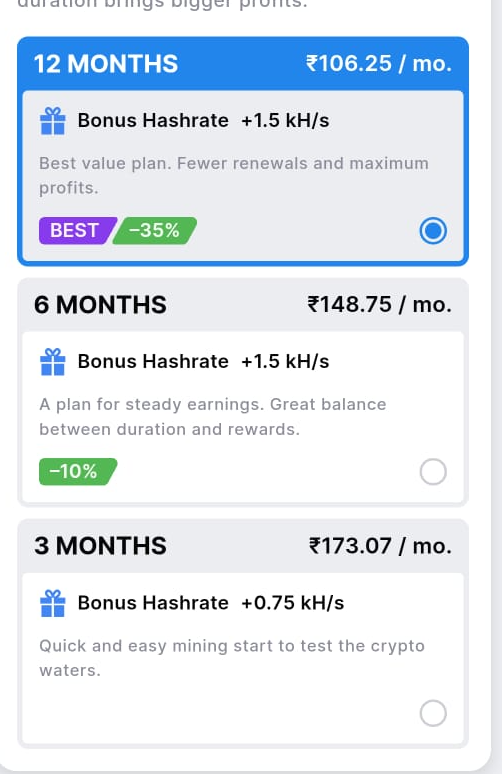 duration brings bigger profits.
12 MONTHS ₹106.25 / mo.
Bonus Hashrate +1.5 kH/s
Best value plan. Fewer renewals and maximum
profits.
BEST −35%
6 MONTHS ₹148.75 / mo.
Bonus Hashrate +1.5 kH/s
A plan for steady earnings. Great balance
between duration and rewards.
−10%
3 MONTHS ₹173.07 / mo.
Bonus Hashrate +0.75 kH/s
Quick and easy mining start to test the crypto
waters.